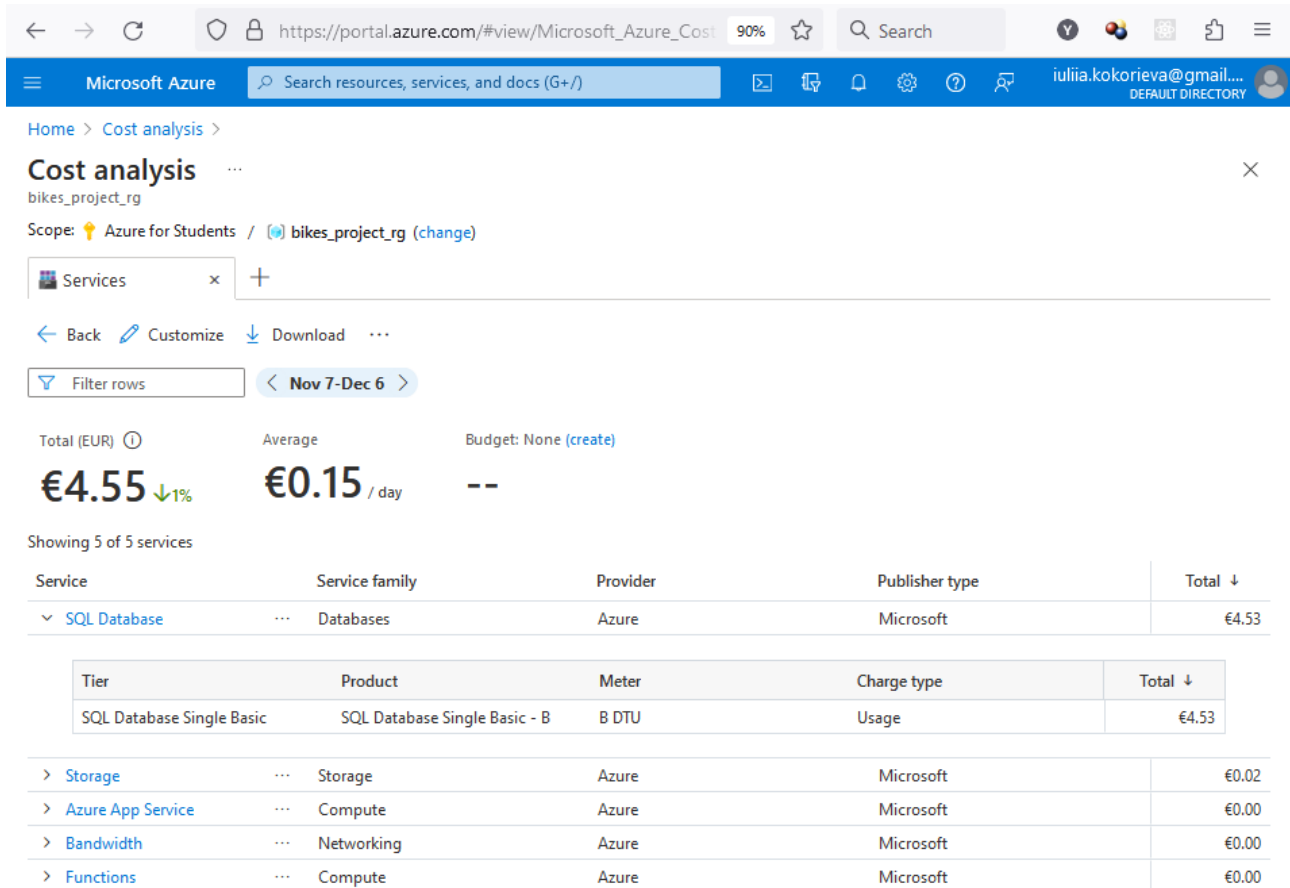 https://portal.azure.com/#view/Microsoft_Azure_Cost 90% Search Y
Microsoft Azure Search resources, services, and docs (G+/) iuliia.kokorieva@gmail....
DEFAULT DIRECTORY
Home > Cost analysis >
Cost analysis ...
bikes_project_rg
Scope: Azure for Students / bikes_project_rg (change)
Services × +
Back Customize Download ...
Filter rows < Nov 7-Dec 6 >
Total (EUR) Average Budget: None (create)
€4.55 ↓1% €0.15 / day --
Showing 5 of 5 services
Service Service family Provider Publisher type Total ↓
SQL Database ... Databases Azure Microsoft €4.53
Tier Product Meter Charge type Total ↓
SQL Database Single Basic SQL Database Single Basic - B B DTU Usage €4.53
> Storage ... Storage Azure Microsoft €0.02
> Azure App Service ... Compute Azure Microsoft €0.00
> Bandwidth ... Networking Azure Microsoft €0.00
> Functions ... Compute Azure Microsoft €0.00